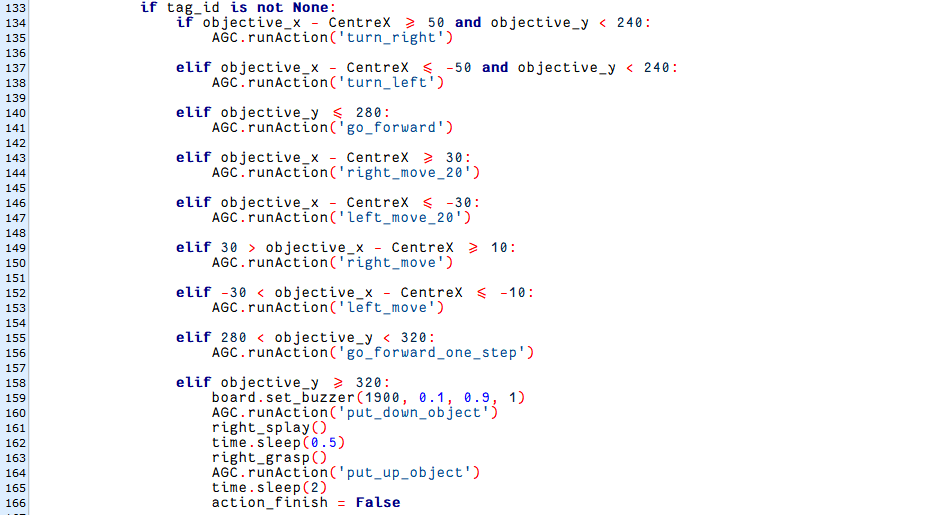 133 if tag_id is not None:
134 if objective_x - CentreX ⩾ 50 and objective_y < 240:
135 AGC.runAction('turn_right')
136
137 elif objective_x - CentreX ⩽ -50 and objective_y < 240:
138 AGC.runAction('turn_left')
139
140 elif objective_y ⩽ 280:
141 AGC.runAction('go_forward')
142
143 elif objective_x - CentreX ⩾ 30:
144 AGC.runAction('right_move_20')
145
146 elif objective_x - CentreX ⩽ -30:
147 AGC.runAction('left_move_20')
148
149 elif 30 > objective_x - CentreX ⩾ 10:
150 AGC.runAction('right_move')
151
152 elif -30 < objective_x - CentreX ⩽ -10:
153 AGC.runAction('left_move')
154
155 elif 280 < objective_y < 320:
156 AGC.runAction('go_forward_one_step')
157
158 elif objective_y ⩾ 320:
159 board.set_buzzer(1900, 0.1, 0.9, 1)
160 AGC.runAction('put_down_object')
161 right_splay()
162 time.sleep(0.5)
163 right_grasp()
164 AGC.runAction('put_up_object')
165 time.sleep(2)
166 action_finish = False